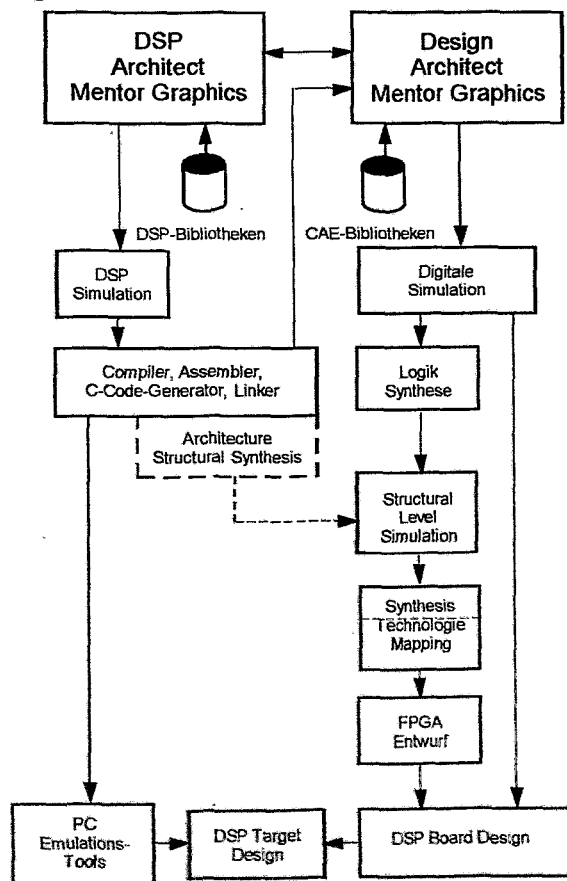 DSP
Architect
Mentor Graphics
Design
Architect
Mentor Graphics
DSP-Bibliotheken
CAE-Bibliotheken
DSP
Simulation
Digitale
Simulation
Compiler, Assembler,
C-Code-Generator, Linker
Logik
Synthese
Architecture
Structural Synthesis
Structural
Level
Simulation
Synthesis
Technologie
Mapping
FPGA
Entwurf
PC
Emulations-
Tools
DSP Target
Design
DSP Board Design